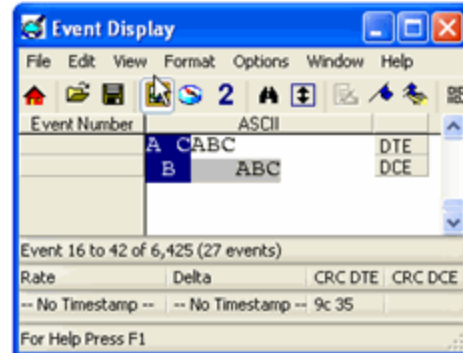 Event Display
File Edit View Format Options Window Help
2
Event Number ASCII
A CABC DTE
B ABC DCE
Event 16 to 42 of 6,425 (27 events)
Rate Delta CRC DTE CRC DCE
-- No Timestamp -- -- No Timestamp -- 9c 35
For Help Press F1